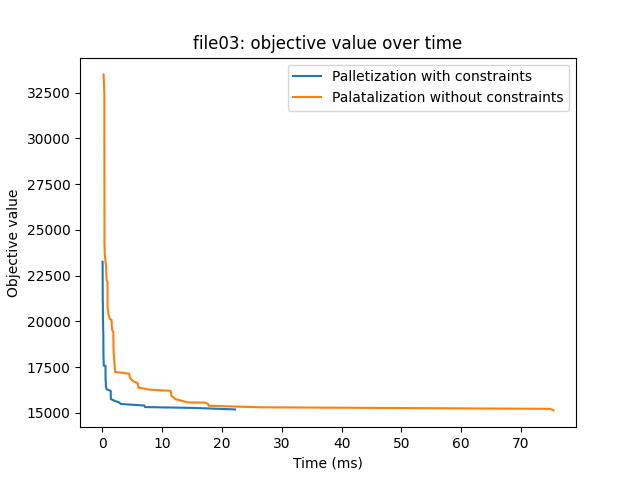 file03: objective value over time
Palletization with constraints
Palatalization without constraints
Objective value
32500
30000
27500
25000
22500
20000
17500
15000
0 10 20 30 40 50 60 70
Time (ms)